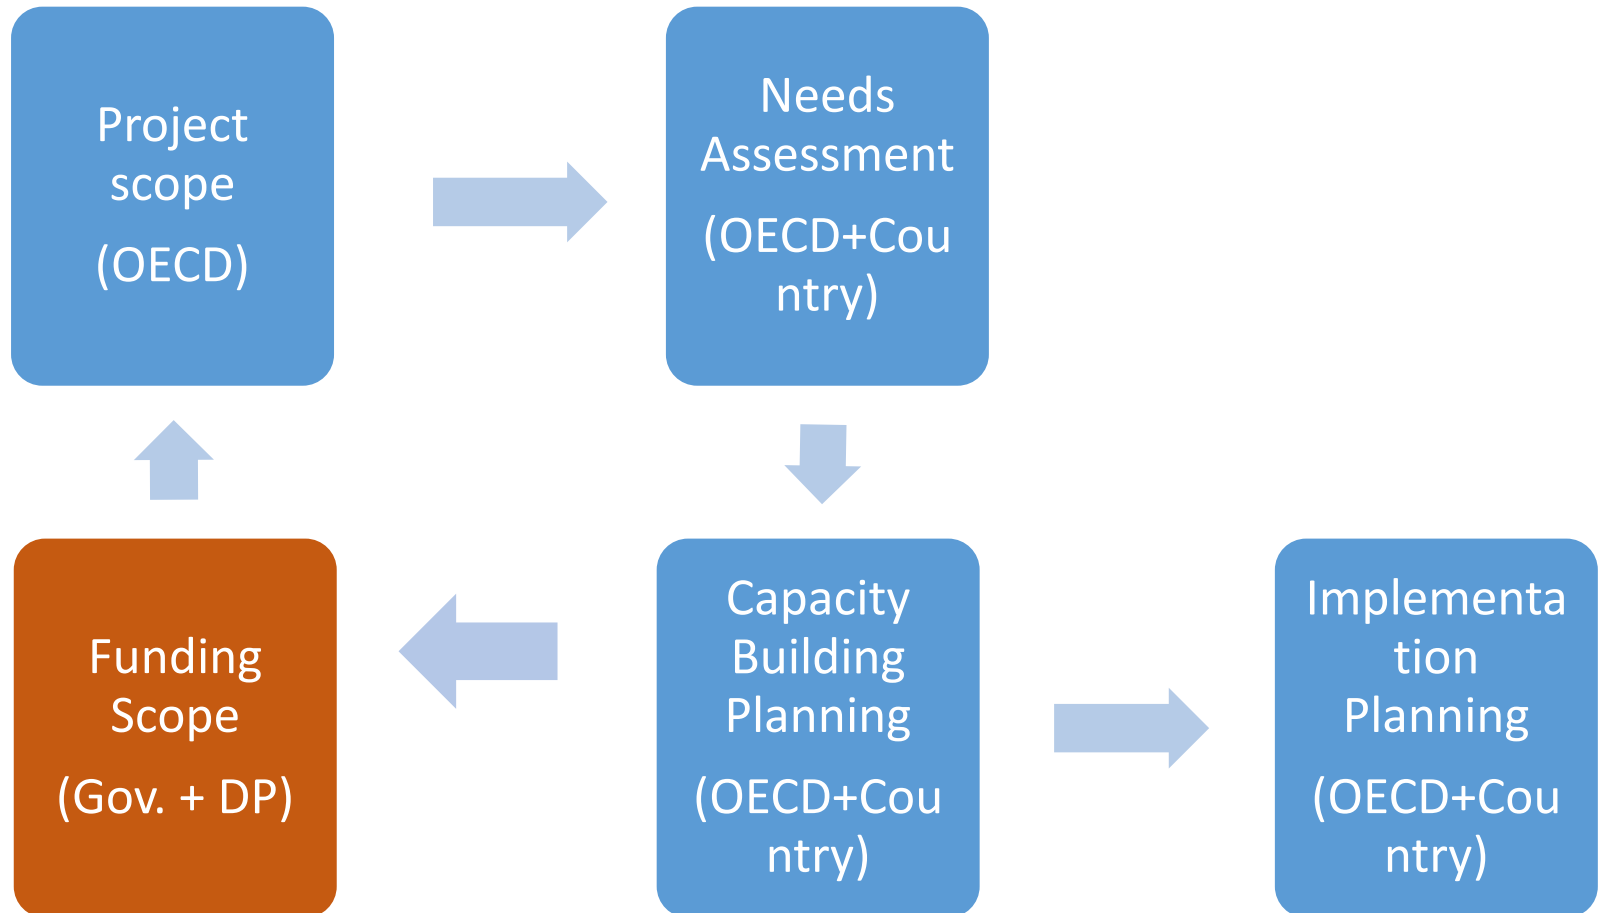 Project
scope
(OECD)
Needs
Assessment
(OECD+Cou
ntry)
Funding
Scope
(Gov. + DP)
Capacity
Building
Planning
(OECD+Cou
ntry)
Implementa
tion
Planning
(OECD+Cou
ntry)